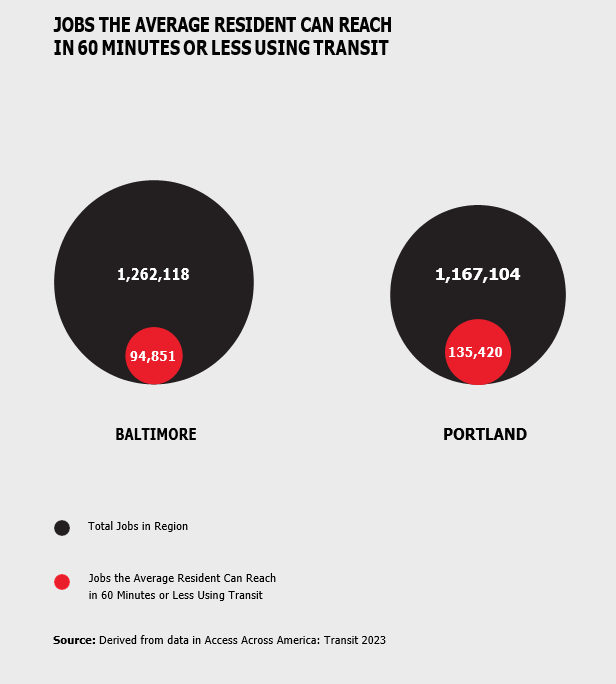 JOBS THE AVERAGE RESIDENT CAN REACH
IN 60 MINUTES OR LESS USING TRANSIT
1,262,118
1,167,104
94,851
135,420
BALTIMORE
PORTLAND
Total Jobs in Region
Jobs the Average Resident Can Reach
in 60 Minutes or Less Using Transit
Source: Derived from data in Access Across America: Transit 2023